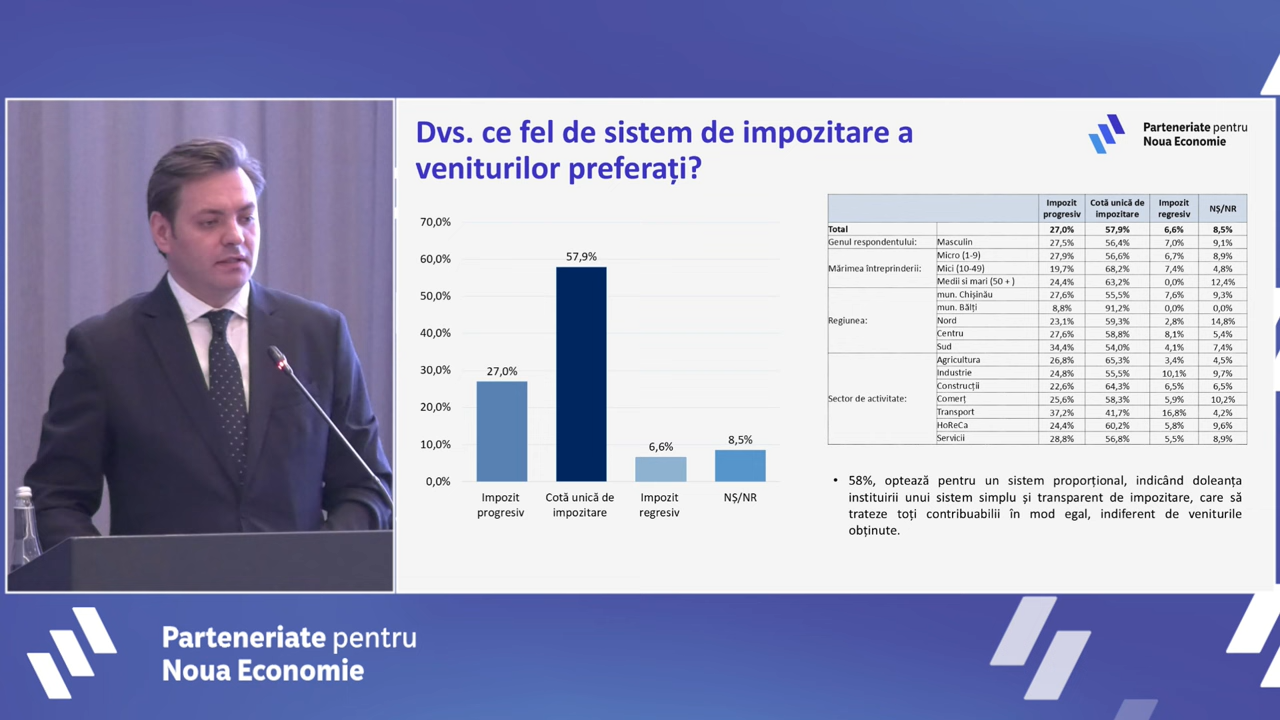 Dvs. ce fel de sistem de impozitare a
veniturilor preferați?
Parteneriate pentru
Noua Economie
70,0%
60,0%
50,0%
40,0%
30,0%
20,0%
10,0%
0,0%
27,0%
57,9%
6,6%
8,5%
Impozit
progresiv
Cotă unică de
impozitare
Impozit
regresiv
NȘ/NR
Impozit progresiv Cotă unică de impozitare Impozit regresiv NȘ/NR
Total 27,0% 57,9% 6,6% 8,5%
Genul respondentului: Masculin 27,5% 56,4% 7,0% 9,1%
Mărimea întreprinderii: Micro (1-9) 27,9% 56,6% 6,7% 8,9%
Mici (10-49) 19,7% 68,2% 7,4% 4,8%
Medii si mari (50 + ) 24,4% 63,2% 0,0% 12,4%
Regiunea: mun. Chișinău 27,6% 55,5% 7,6% 9,3%
mun. Bălți 8,8% 91,2% 0,0% 0,0%
Nord 23,1% 59,3% 2,8% 14,8%
Centru 27,6% 58,8% 8,1% 5,4%
Sud 34,4% 54,0% 4,1% 7,4%
Sector de activitate: Agricultura 26,8% 65,3% 3,4% 4,5%
Industrie 24,8% 55,5% 10,1% 9,7%
Construcții 22,6% 64,3% 6,5% 6,5%
Comerț 25,6% 58,3% 5,9% 10,2%
Transport 37,2% 41,7% 16,8% 4,2%
HoReCa 24,4% 60,2% 5,8% 9,6%
Servicii 28,8% 56,8% 5,5% 8,9%
• 58%, optează pentru un sistem proporțional, indicând doleanța
instituirii unui sistem simplu și transparent de impozitare, care să
trateze toți contribuabilii în mod egal, indiferent de veniturile
obținute.
Parteneriate pentru
Noua Economie